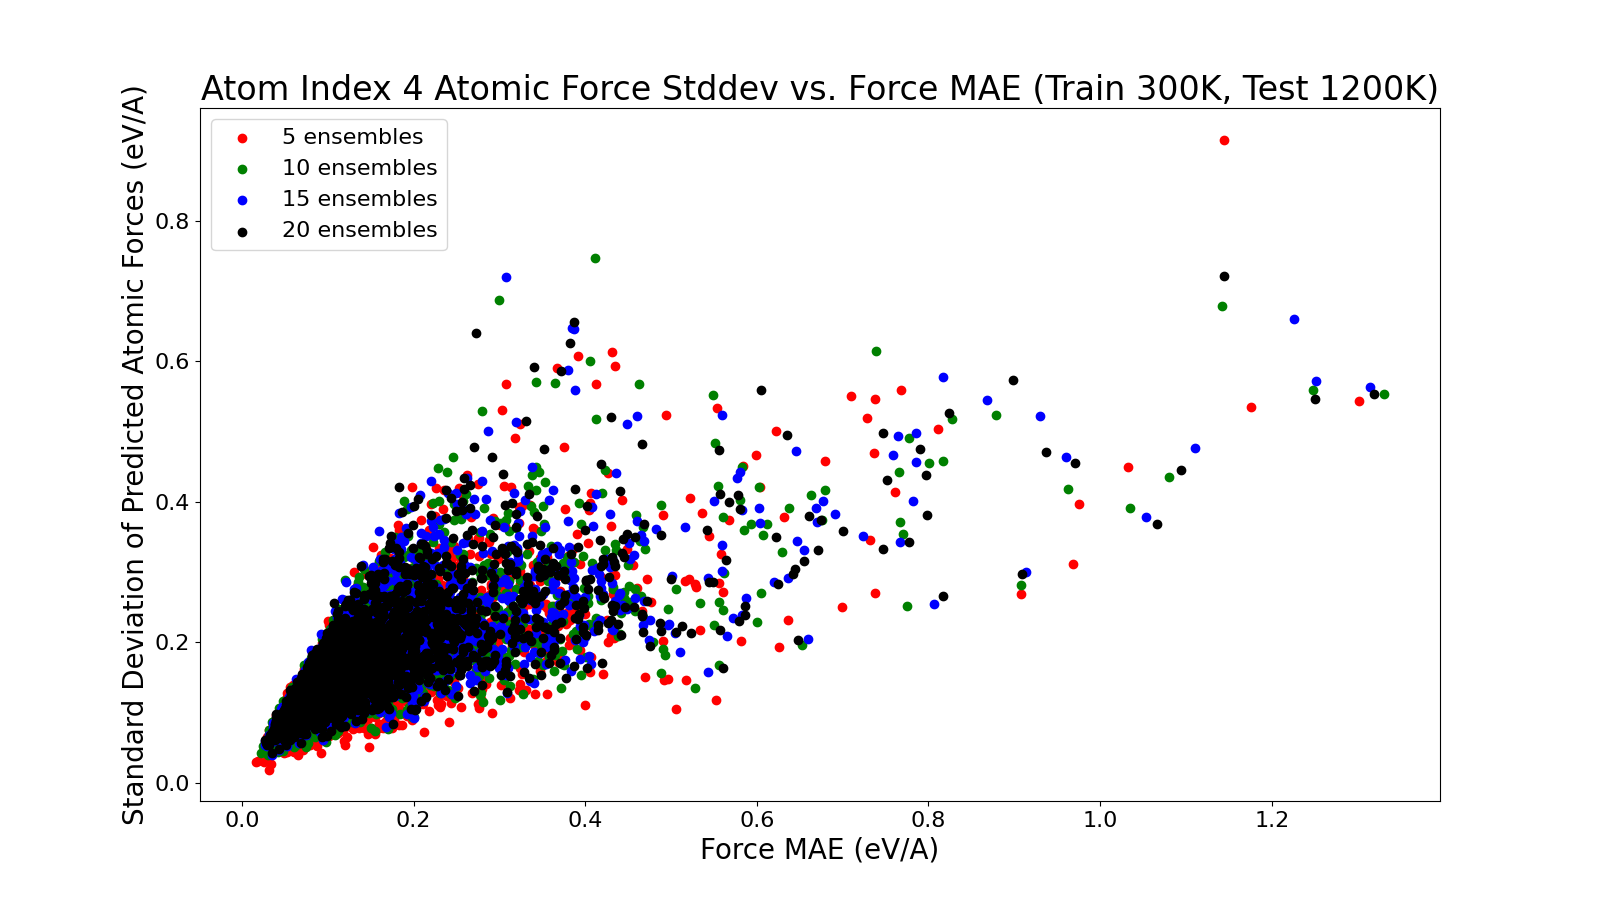 Atom Index 4 Atomic Force Stddev vs. Force MAE (Train 300K, Test 1200K)
5 ensembles
10 ensembles
15 ensembles
20 ensembles
Standard Deviation of Predicted Atomic Forces (eV/A)
0.8
0.6
0.4
0.2
0.0
0.0 0.2 0.4 0.6 0.8 1.0 1.2
Force MAE (eV/A)